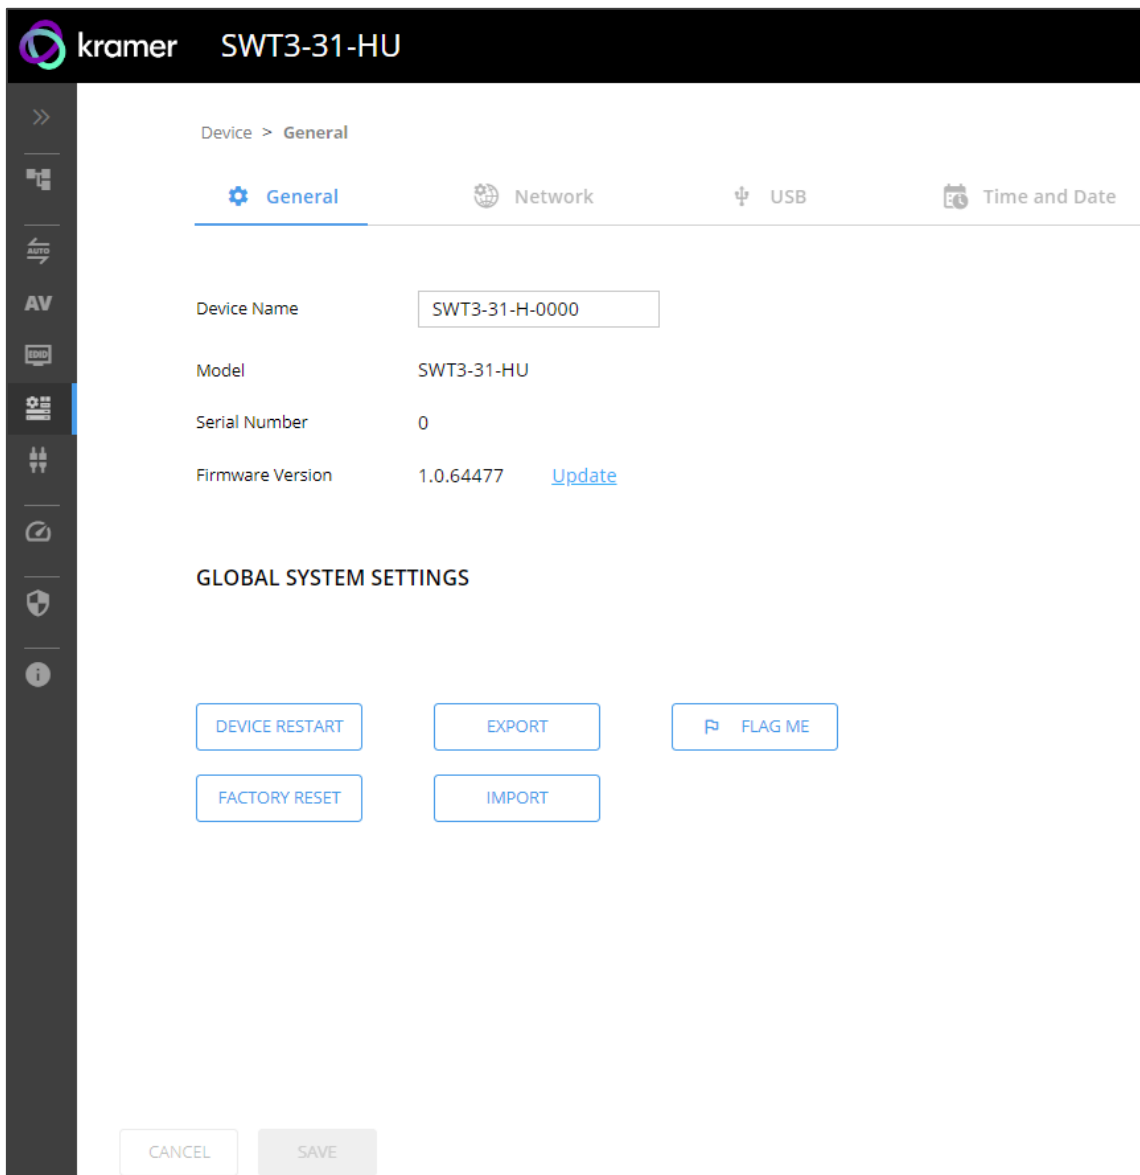 kramer SWT3-31-HU
Device > General
General Network USB Time and Date
AUTO
AV
EDID
Device Name SWT3-31-H-0000
Model SWT3-31-HU
Serial Number 0
Firmware Version 1.0.64477 Update
GLOBAL SYSTEM SETTINGS
DEVICE RESTART EXPORT FLAG ME
FACTORY RESET IMPORT
CANCEL SAVE